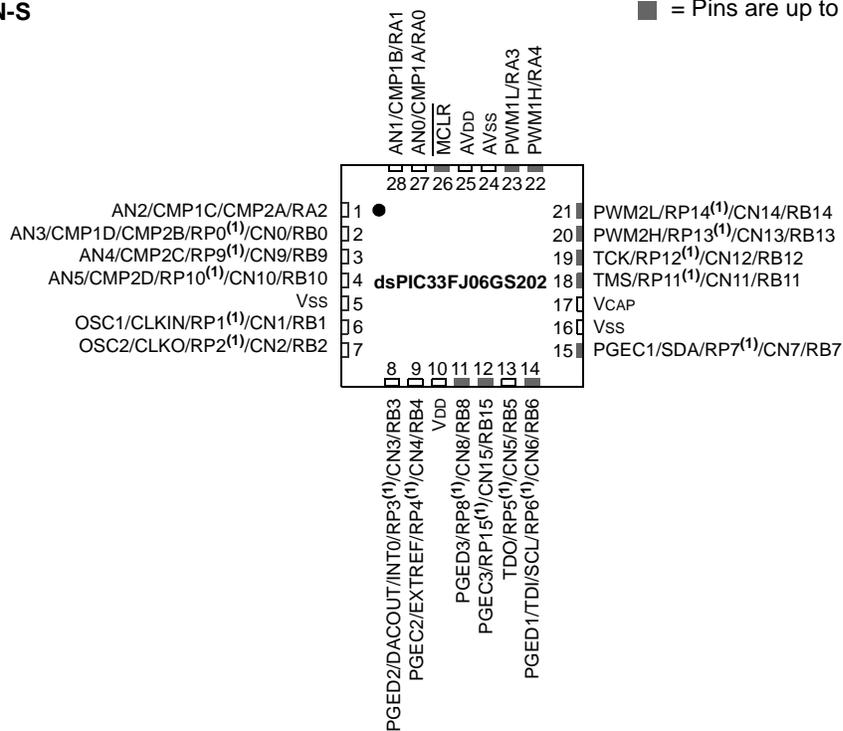 N-S
= Pins are up to
AN1/CMP1B/RA1
AN0/CMP1A/RA0
MCLR
AVDD
AVSS
PWM1L/RA3
PWM1H/RA4
28 27 26 25 24 23 22
AN2/CMP1C/CMP2A/RA2 1
AN3/CMP1D/CMP2B/RP0(1)/CN0/RB0 2
AN4/CMP2C/RP9(1)/CN9/RB9 3
AN5/CMP2D/RP10(1)/CN10/RB10 4
VSS 5
OSC1/CLKIN/RP1(1)/CN1/RB1 6
OSC2/CLKO/RP2(1)/CN2/RB2 7
dsPIC33FJ06GS202
21 PWM2L/RP14(1)/CN14/RB14
20 PWM2H/RP13(1)/CN13/RB13
19 TCK/RP12(1)/CN12/RB12
18 TMS/RP11(1)/CN11/RB11
17 VCAP
16 VSS
15 PGEC1/SDA/RP7(1)/CN7/RB7
8 9 10 11 12 13 14
PGED2/DACOUT/INT0/RP3(1)/CN3/RB3
PGEC2/EXTREF/RP4(1)/CN4/RB4
VDD
PGED3/RP8(1)/CN8/RB8
PGEC3/RP15(1)/CN15/RB15
TDO/RP5(1)/CN5/RB5
PGED1/TDI/SCL/RP6(1)/CN6/RB6